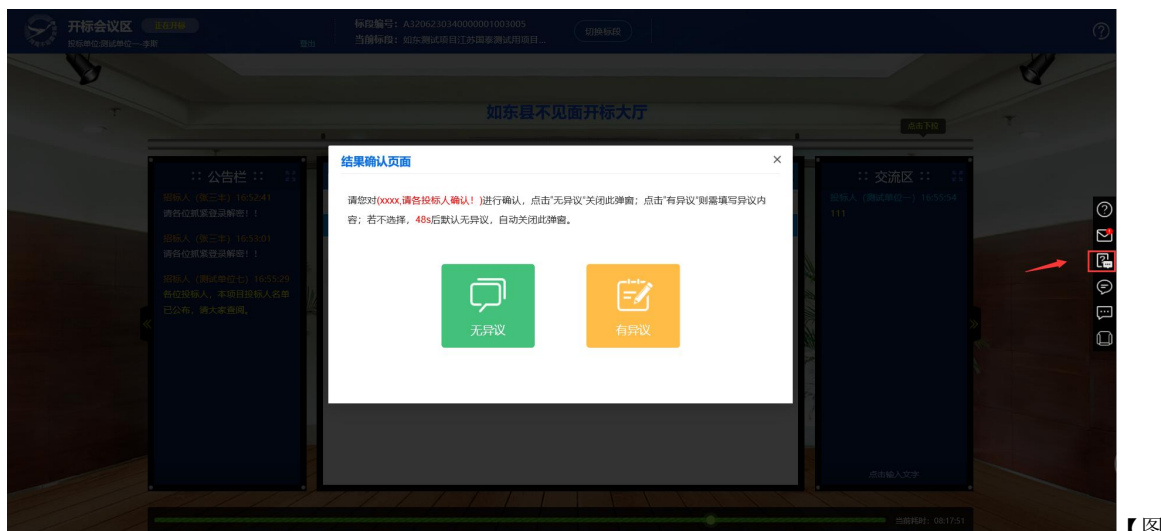 开标会议区 正在开标
投标单位:测试单位一-李斯 登出
标段编号：A3206230340000001003005
当前标段：如东测试项目江苏国泰测试用项目...
切换标段
如东县不见面开标大厅
点击下拉
:: 公告栏 ::
招标人（张三丰）16:52:41
请各位抓紧登录解密！！
招标人（张三丰）16:53:01
请各位抓紧登录解密！！
招标人（测试单位七）16:55:29
各位投标人，本项目投标人名单
已公布，请大家查阅。
结果确认页面
请您对(xxxx,请各投标人确认！)进行确认，点击“无异议”关闭此弹窗；点击“有异议”则需填写异议内
容；若不选择，48s后默认无异议，自动关闭此弹窗。
无异议
有异议
:: 交流区 ::
投标人（测试单位一）16:53:54
111
点击输入文字
当前耗时：08:17:51
【图